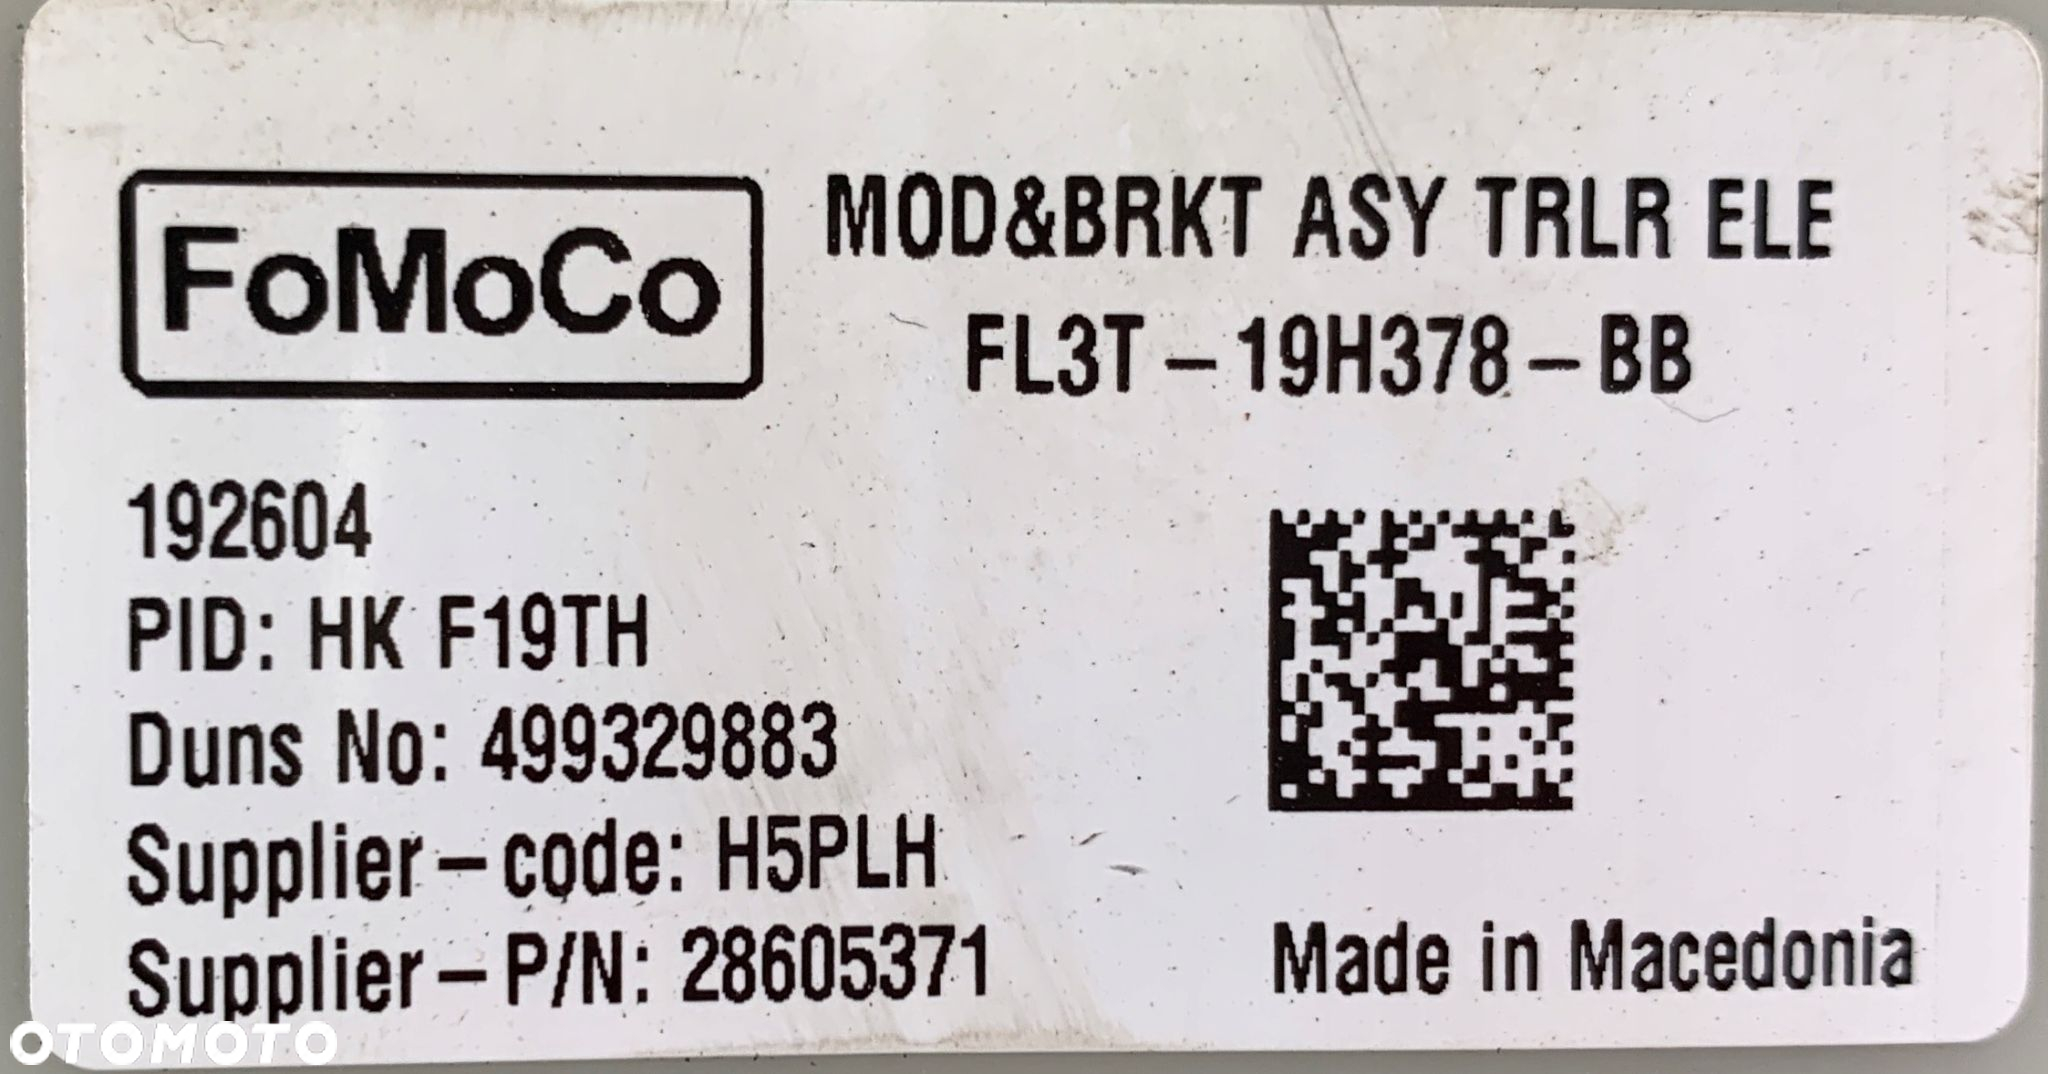 FoMoCo
MOD&BRKT ASY TRLR ELE
FL3T-19H378-BB
192604
PID: HK F19TH
Duns No: 499329883
Supplier-code: H5PLH
Supplier-P/N: 28605371
Made in Macedonia
OTOMOTO